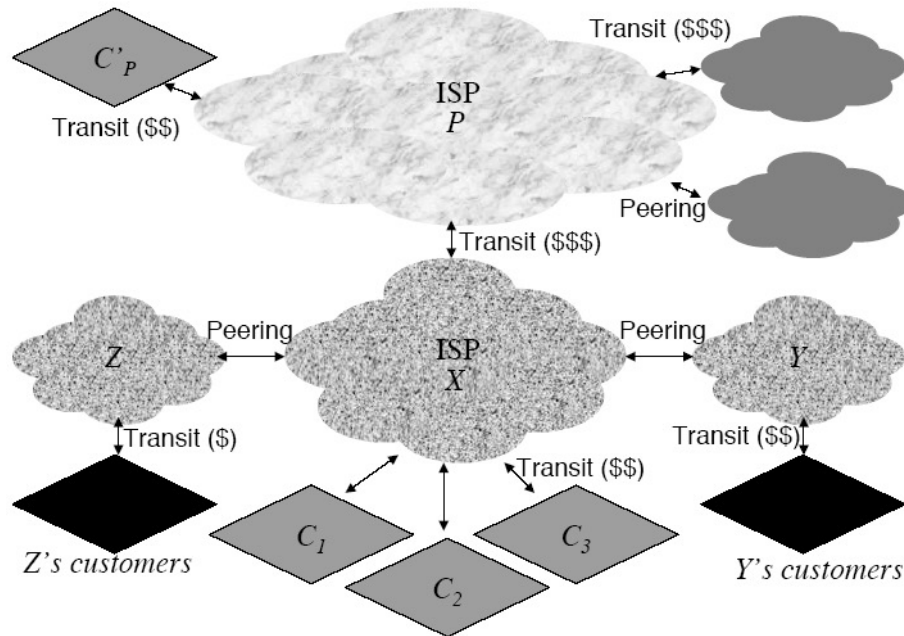 C'P
Transit ($$)
ISP
P
Transit ($$$)
Peering
Transit ($$$)
Z
Peering
ISP
X
Peering
Y
Transit ($)
Transit ($$)
Transit ($$)
C1
C2
C3
Z's customers
Y's customers